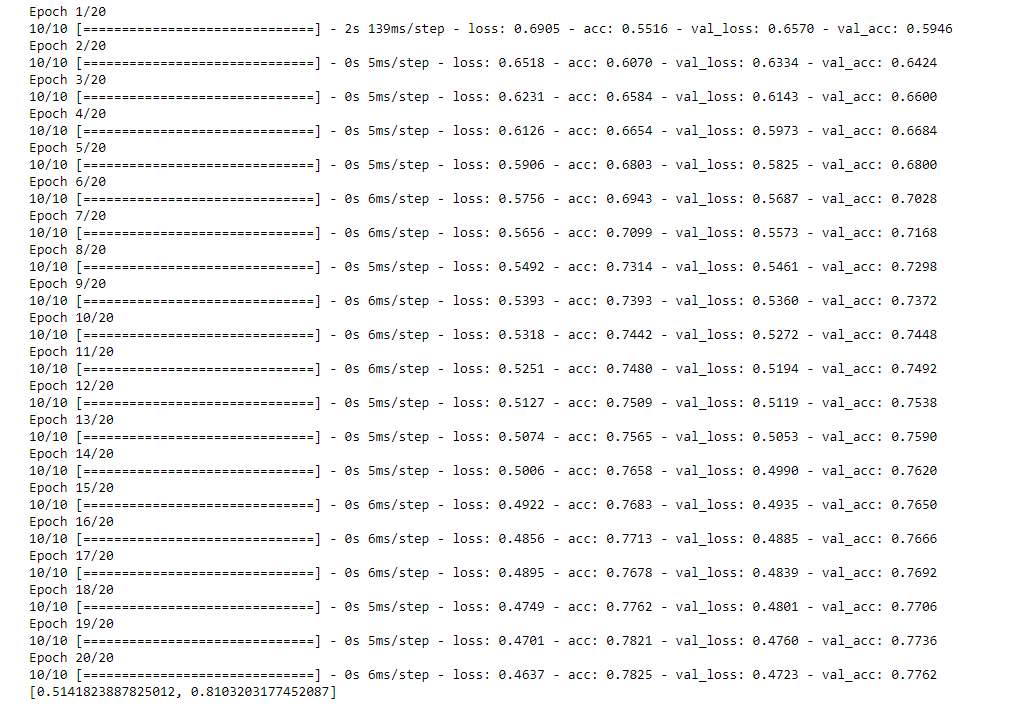 Epoch 1/20
10/10 [==============================] - 2s 139ms/step - loss: 0.6905 - acc: 0.5516 - val_loss: 0.6570 - val_acc: 0.5946
Epoch 2/20
10/10 [==============================] - 0s 5ms/step - loss: 0.6518 - acc: 0.6070 - val_loss: 0.6334 - val_acc: 0.6424
Epoch 3/20
10/10 [==============================] - 0s 5ms/step - loss: 0.6231 - acc: 0.6584 - val_loss: 0.6143 - val_acc: 0.6600
Epoch 4/20
10/10 [==============================] - 0s 5ms/step - loss: 0.6126 - acc: 0.6654 - val_loss: 0.5973 - val_acc: 0.6684
Epoch 5/20
10/10 [==============================] - 0s 5ms/step - loss: 0.5906 - acc: 0.6803 - val_loss: 0.5825 - val_acc: 0.6800
Epoch 6/20
10/10 [==============================] - 0s 6ms/step - loss: 0.5756 - acc: 0.6943 - val_loss: 0.5687 - val_acc: 0.7028
Epoch 7/20
10/10 [==============================] - 0s 6ms/step - loss: 0.5656 - acc: 0.7099 - val_loss: 0.5573 - val_acc: 0.7168
Epoch 8/20
10/10 [==============================] - 0s 5ms/step - loss: 0.5492 - acc: 0.7314 - val_loss: 0.5461 - val_acc: 0.7298
Epoch 9/20
10/10 [==============================] - 0s 6ms/step - loss: 0.5393 - acc: 0.7393 - val_loss: 0.5360 - val_acc: 0.7372
Epoch 10/20
10/10 [==============================] - 0s 6ms/step - loss: 0.5318 - acc: 0.7442 - val_loss: 0.5272 - val_acc: 0.7448
Epoch 11/20
10/10 [==============================] - 0s 6ms/step - loss: 0.5251 - acc: 0.7480 - val_loss: 0.5194 - val_acc: 0.7492
Epoch 12/20
10/10 [==============================] - 0s 5ms/step - loss: 0.5127 - acc: 0.7509 - val_loss: 0.5119 - val_acc: 0.7538
Epoch 13/20
10/10 [==============================] - 0s 5ms/step - loss: 0.5074 - acc: 0.7565 - val_loss: 0.5053 - val_acc: 0.7590
Epoch 14/20
10/10 [==============================] - 0s 5ms/step - loss: 0.5006 - acc: 0.7658 - val_loss: 0.4990 - val_acc: 0.7620
Epoch 15/20
10/10 [==============================] - 0s 6ms/step - loss: 0.4922 - acc: 0.7683 - val_loss: 0.4935 - val_acc: 0.7650
Epoch 16/20
10/10 [==============================] - 0s 6ms/step - loss: 0.4856 - acc: 0.7713 - val_loss: 0.4885 - val_acc: 0.7666
Epoch 17/20
10/10 [==============================] - 0s 6ms/step - loss: 0.4895 - acc: 0.7678 - val_loss: 0.4839 - val_acc: 0.7692
Epoch 18/20
10/10 [==============================] - 0s 5ms/step - loss: 0.4749 - acc: 0.7762 - val_loss: 0.4801 - val_acc: 0.7706
Epoch 19/20
10/10 [==============================] - 0s 5ms/step - loss: 0.4701 - acc: 0.7821 - val_loss: 0.4760 - val_acc: 0.7736
Epoch 20/20
10/10 [==============================] - 0s 6ms/step - loss: 0.4637 - acc: 0.7825 - val_loss: 0.4723 - val_acc: 0.7762
[0.5141823887825012, 0.8103203177452087]